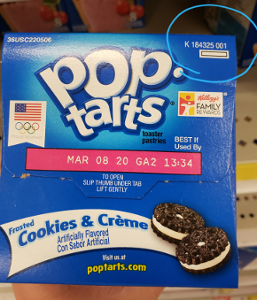 36USC220506
K 184325 001
pop.
tarts
toaster
pastries
Kellogg's
FAMILY
REWARDS
BEST If
Used By
MAR 08 20 GA2 13:34
TO OPEN
SLIP THUMB UNDER TAB
LIFT GENTLY
Frosted
Cookies & Crème
Artificially Flavored
Con Sabor Artificial
Visit us at
poptarts.com